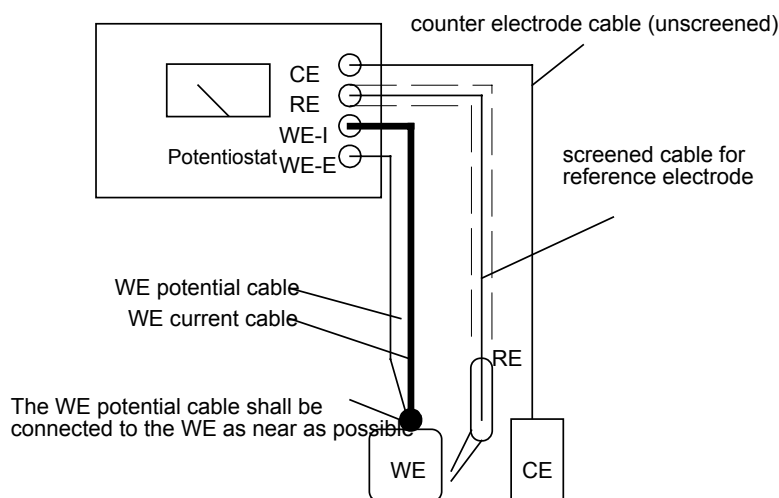 counter electrode cable (unscreened)
CE
RE
WE-I
Potentiostat
WE-E
screened cable for
reference electrode
WE potential cable
WE current cable
RE
The WE potential cable shall be
connected to the WE as near as possible
WE
CE